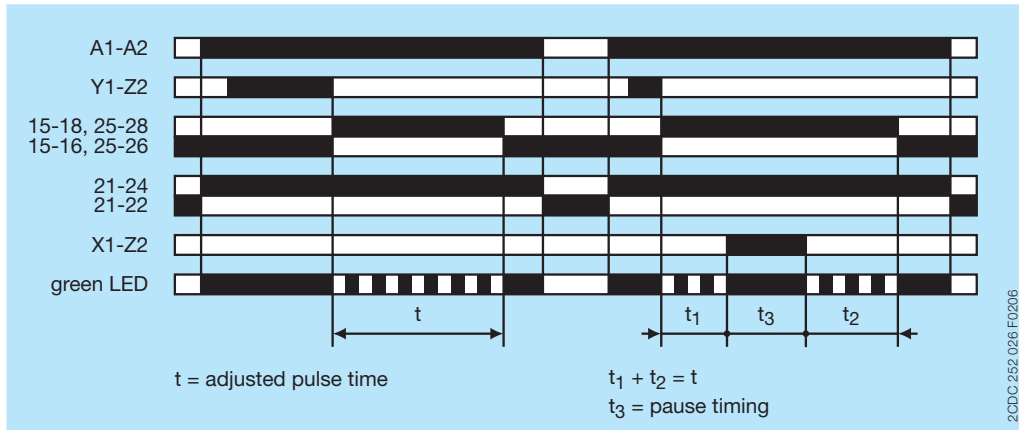 A1-A2
Y1-Z2
15-18, 25-28
15-16, 25-26
21-24
21-22
X1-Z2
green LED
t
t1
t3
t2
t = adjusted pulse time
t1 + t2 = t
t3 = pause timing
2CDC 252 026 F0206